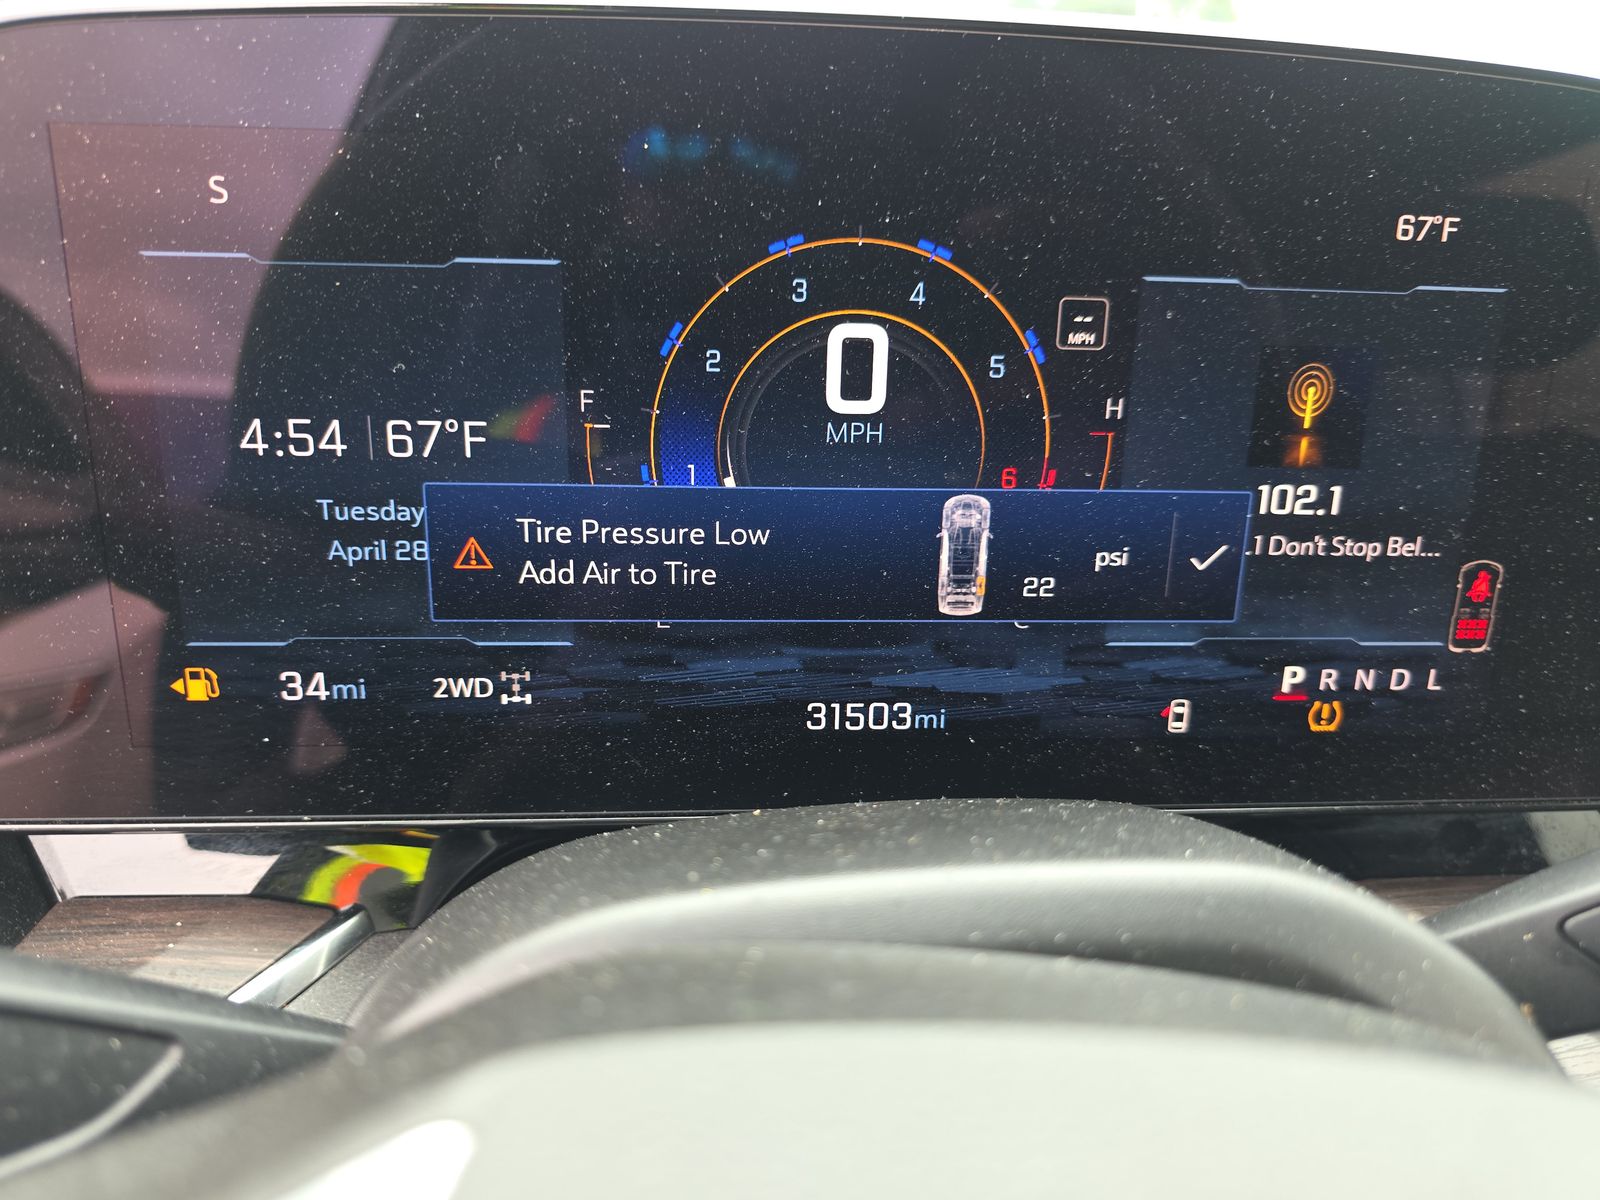 S
67°F
3
4
2
5
1
6
0
MPH
--
MPH
F
H
4:54
67°F
Tuesday
April 28
102.1
.1 Don't Stop Bel...
Tire Pressure Low
Add Air to Tire
psi
22
34mi
2WD
31503mi
P R N D L